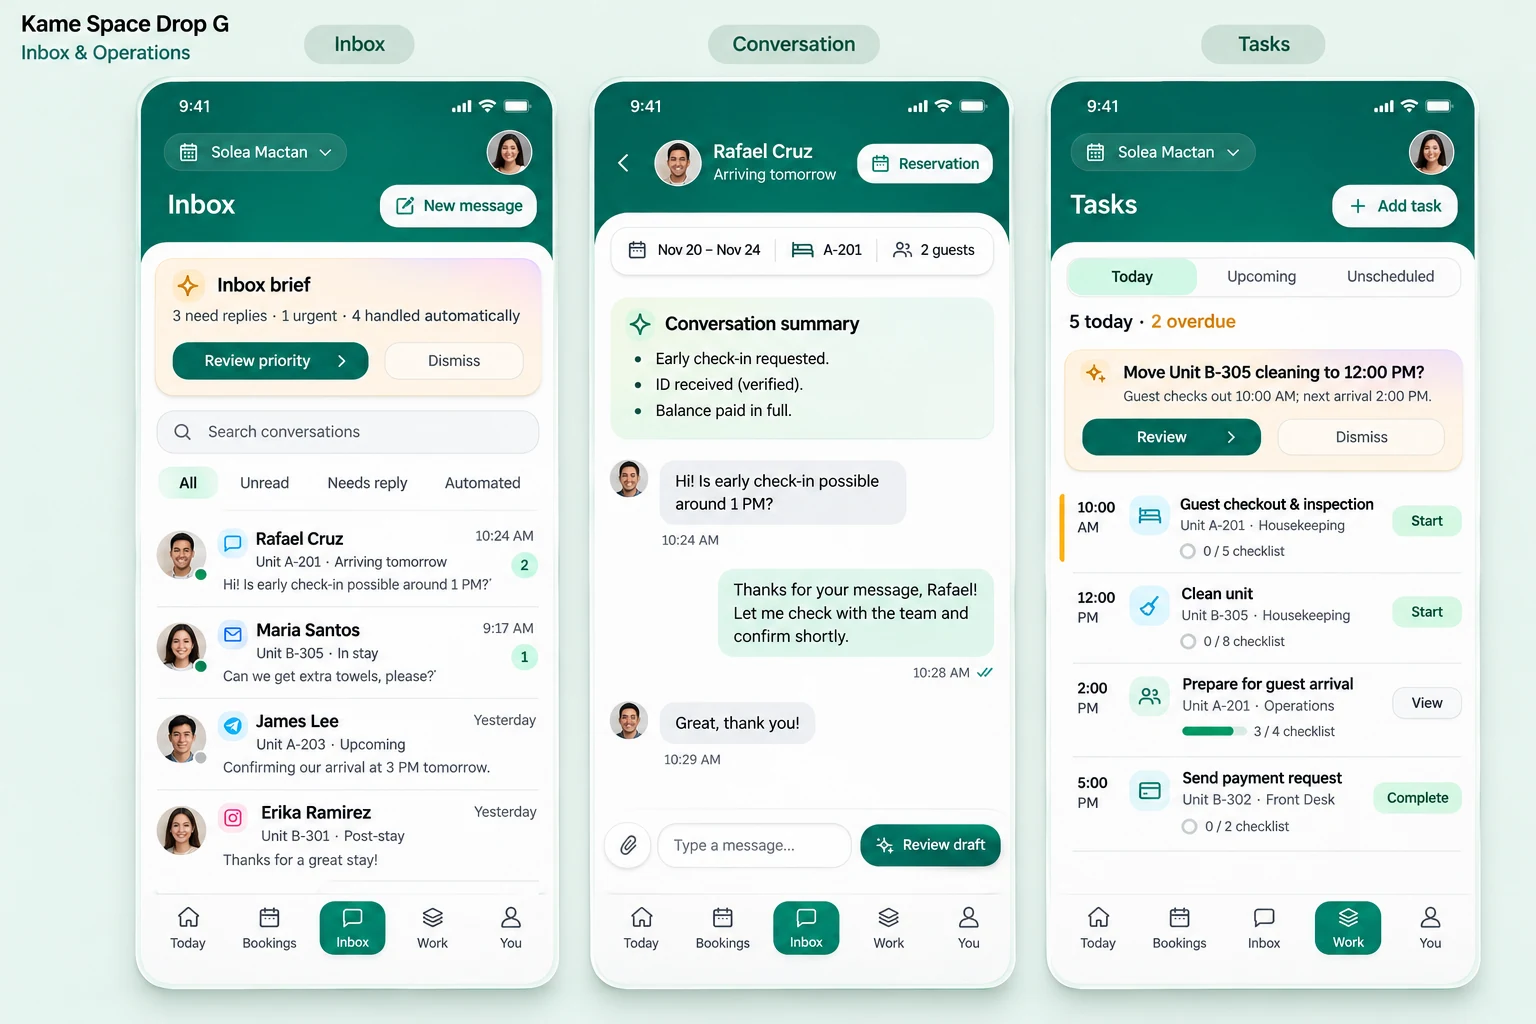 Kame Space Drop G
Inbox & Operations
Inbox
9:41
Solea Mactan
Inbox
New message
Inbox brief
3 need replies · 1 urgent · 4 handled automatically
Review priority
Dismiss
Search conversations
All
Unread
Needs reply
Automated
Rafael Cruz
10:24 AM
Unit A-201 · Arriving tomorrow
2
Hi! Is early check-in possible around 1 PM?'
Maria Santos
9:17 AM
Unit B-305 · In stay
1
Can we get extra towels, please?'
James Lee
Yesterday
Unit A-203 · Upcoming
Confirming our arrival at 3 PM tomorrow.
Erika Ramirez
Yesterday
Unit B-301 · Post-stay
Thanks for a great stay!
Today
Bookings
Inbox
Work
You
Conversation
9:41
Rafael Cruz
Arriving tomorrow
Reservation
Nov 20 – Nov 24
A-201
2 guests
Conversation summary
• Early check-in requested.
• ID received (verified).
• Balance paid in full.
Hi! Is early check-in possible
around 1 PM?
10:24 AM
Thanks for your message, Rafael!
Let me check with the team and
confirm shortly.
10:28 AM
Great, thank you!
10:29 AM
Type a message...
Review draft
Today
Bookings
Inbox
Work
You
Tasks
9:41
Solea Mactan
Tasks
Add task
Today
Upcoming
Unscheduled
5 today · 2 overdue
Move Unit B-305 cleaning to 12:00 PM?
Guest checks out 10:00 AM; next arrival 2:00 PM.
Review
Dismiss
10:00
AM
Guest checkout & inspection
Unit A-201 · Housekeeping
0 / 5 checklist
Start
12:00
PM
Clean unit
Unit B-305 · Housekeeping
0 / 8 checklist
Start
2:00
PM
Prepare for guest arrival
Unit A-201 · Operations
3 / 4 checklist
View
5:00
PM
Send payment request
Unit B-302 · Front Desk
0 / 2 checklist
Complete
Today
Bookings
Inbox
Work
You